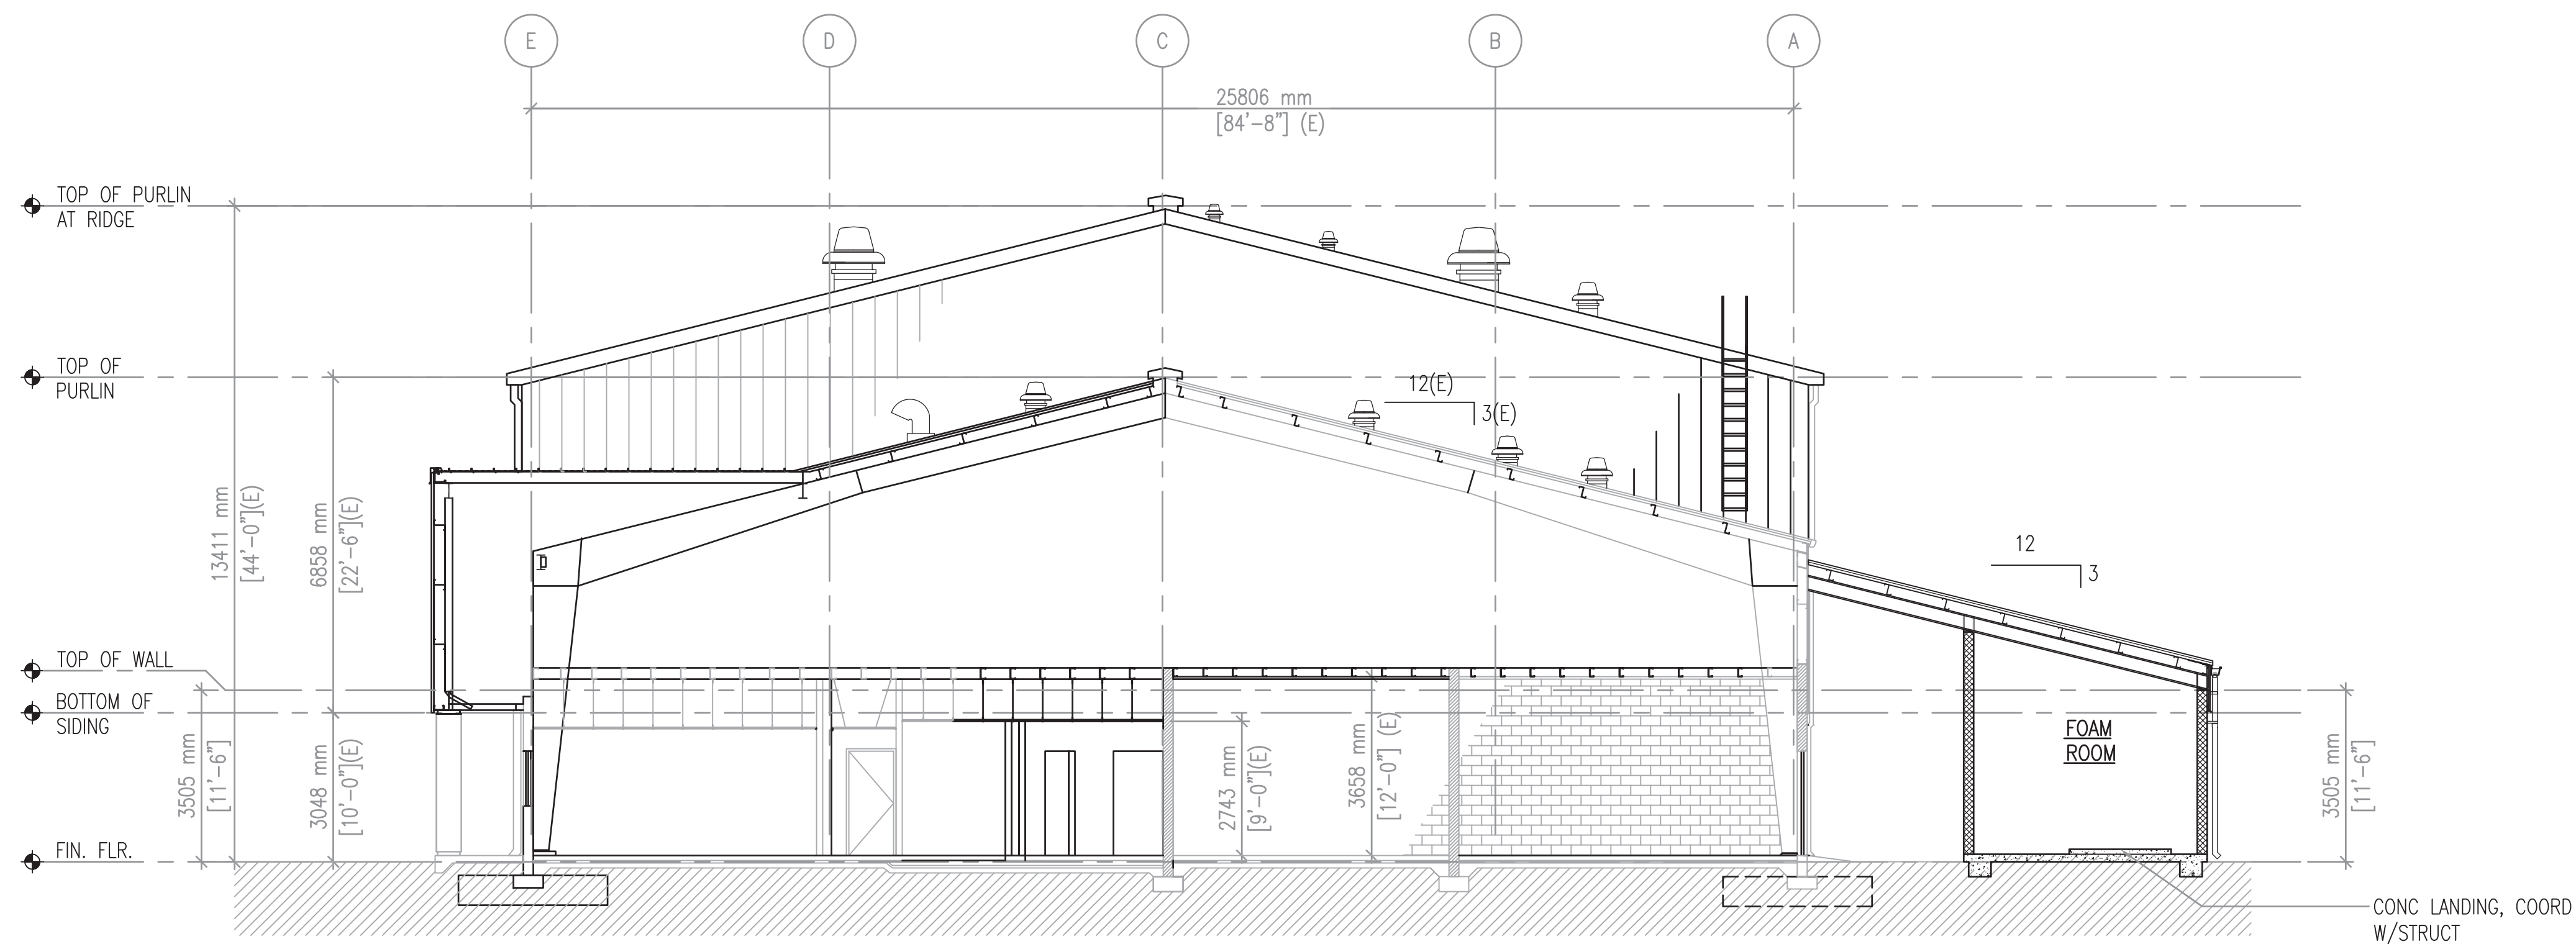 E
D
C
B
A
25806 mm
[84'-8"] (E)
TOP OF PURLIN
AT RIDGE
TOP OF
PURLIN
12(E)
3(E)
13411 mm
[44'-0"](E)
6858 mm
[22'-6"](E)
12
3
TOP OF WALL
BOTTOM OF
SIDING
3505 mm
[11'-6"]
3048 mm
[10'-0"](E)
2743 mm
[9'-0"](E)
3658 mm
[12'-0"] (E)
FOAM
ROOM
3505 mm
[11'-6"]
FIN. FLR.
CONC LANDING, COORD
W/STRUCT